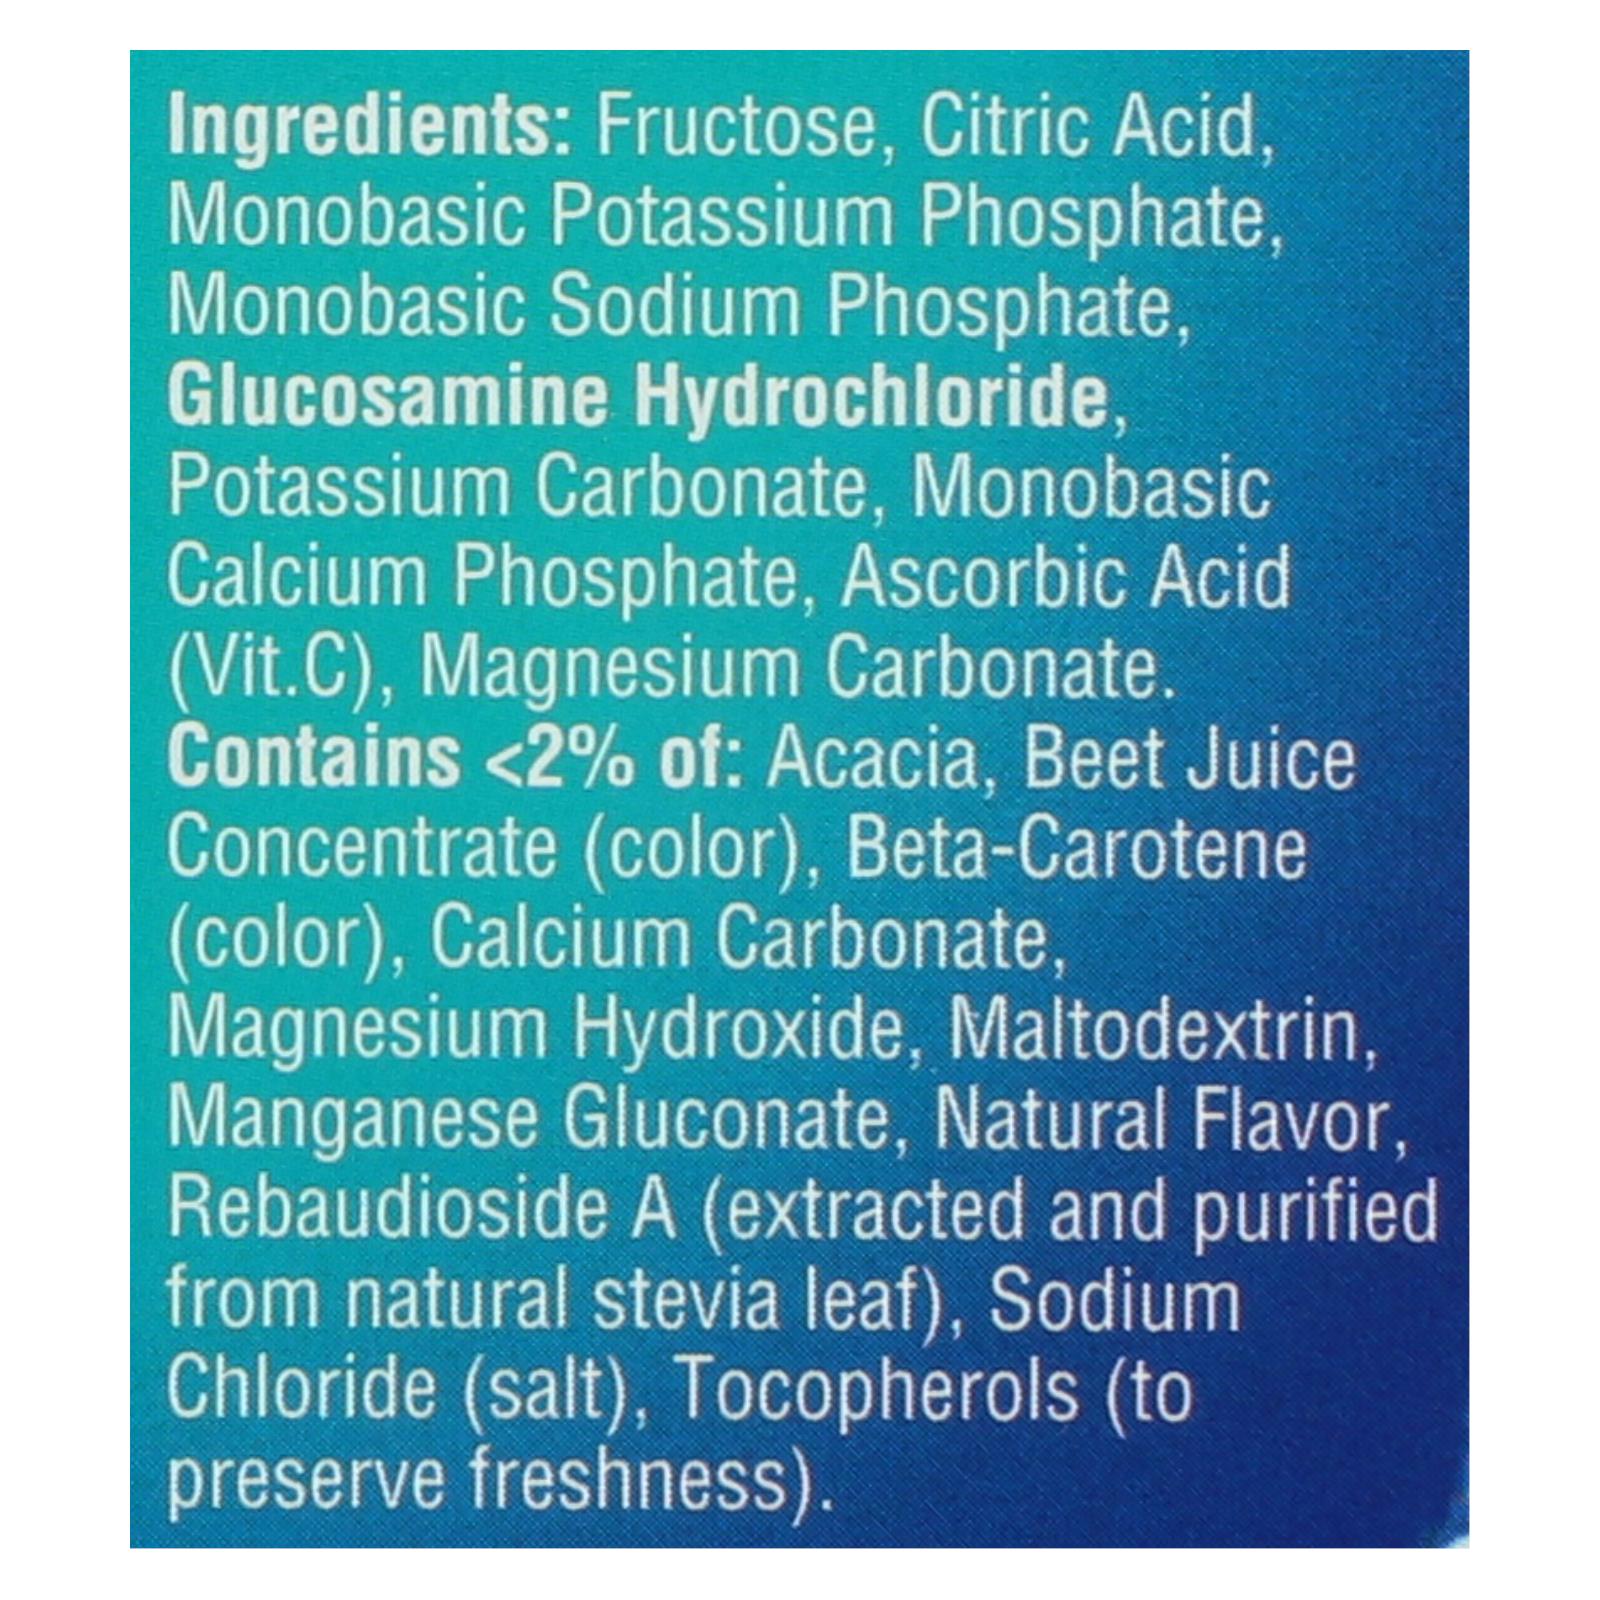 Ingredients: Fructose, Citric Acid,
Monobasic Potassium Phosphate,
Monobasic Sodium Phosphate,
Glucosamine Hydrochloride,
Potassium Carbonate, Monobasic
Calcium Phosphate, Ascorbic Acid
(Vit.C), Magnesium Carbonate.
Contains <2% of: Acacia, Beet Juice
Concentrate (color), Beta-Carotene
(color), Calcium Carbonate,
Magnesium Hydroxide, Maltodextrin,
Manganese Gluconate, Natural Flavor,
Rebaudioside A (extracted and purified
from natural stevia leaf), Sodium
Chloride (salt), Tocopherols (to
preserve freshness).